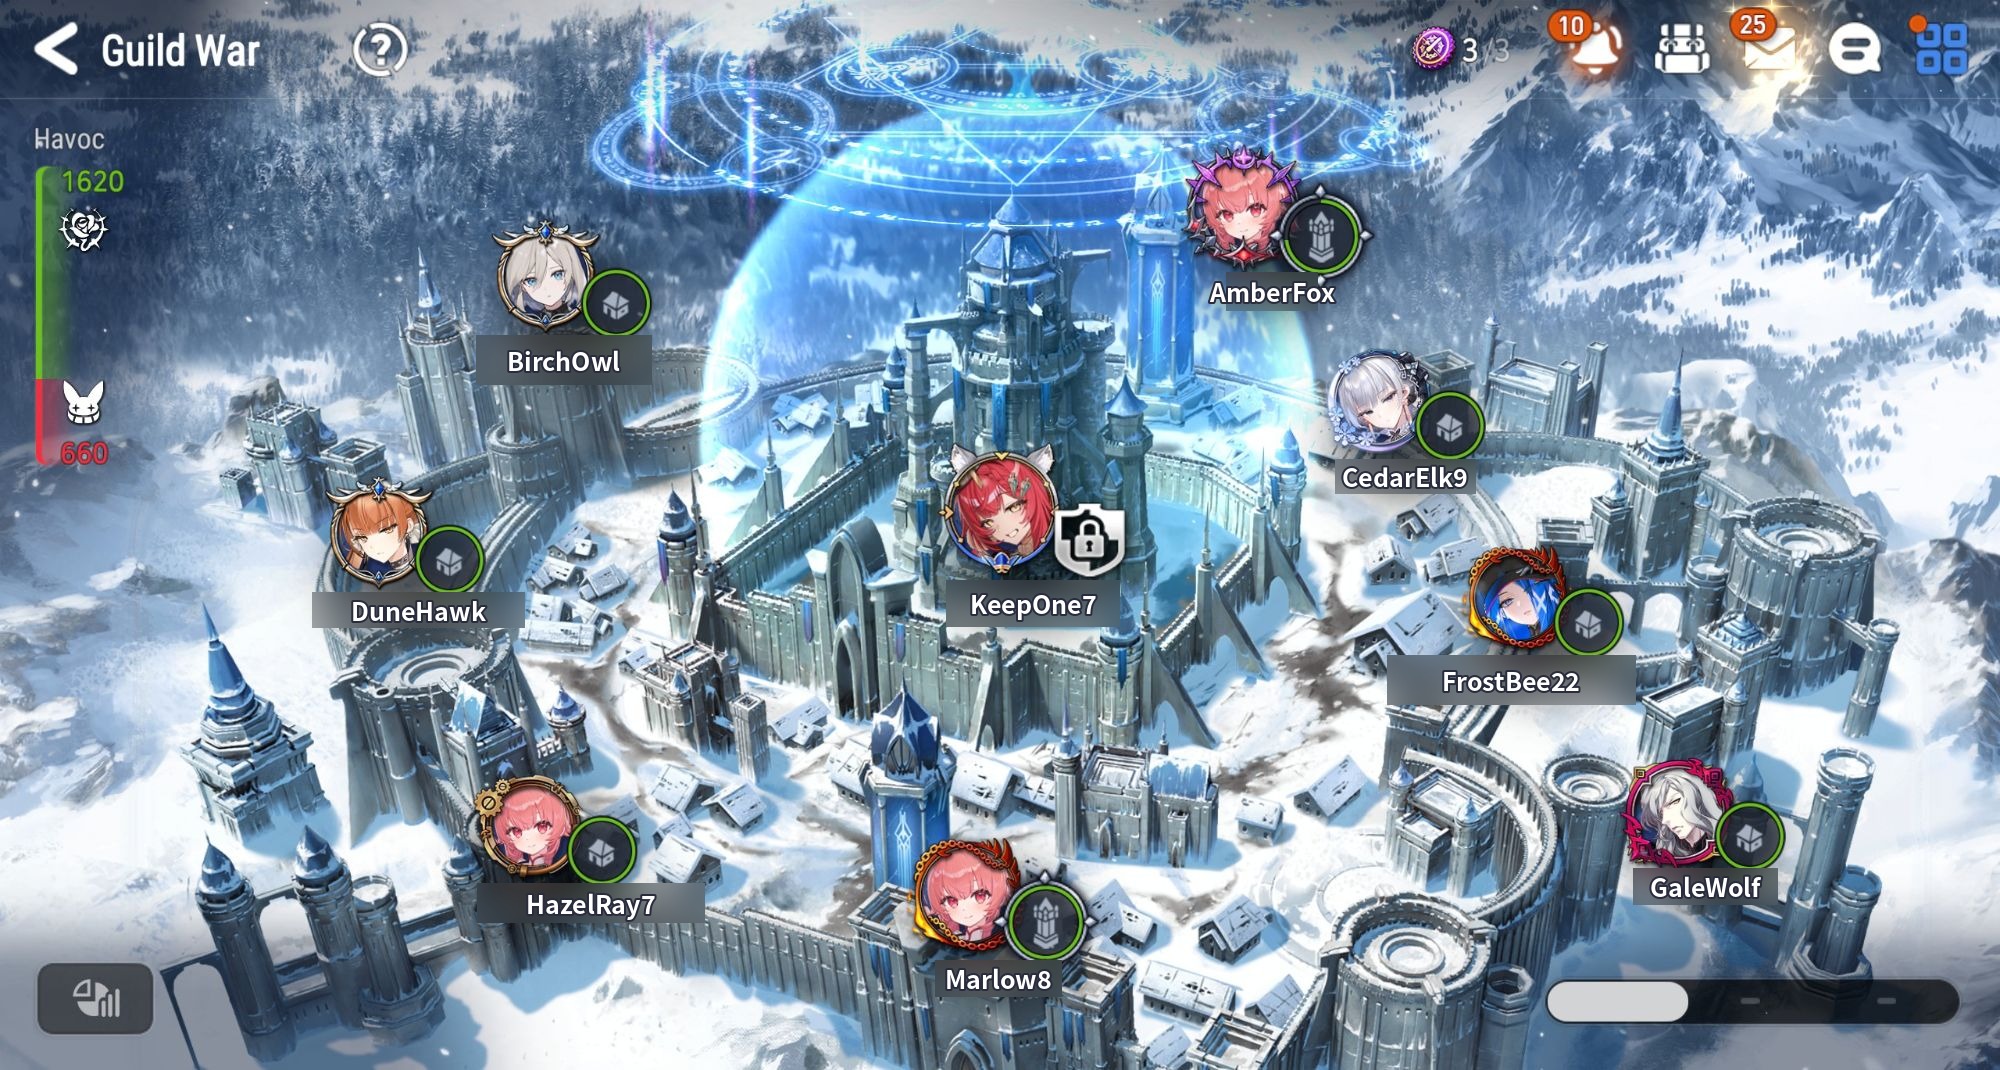 Guild War
?
3/3
10
25
Havoc
1620
660
AmberFox
BirchOwl
CedarElk9
KeepOne7
DuneHawk
FrostBee22
GaleWolf
HazelRay7
Marlow8